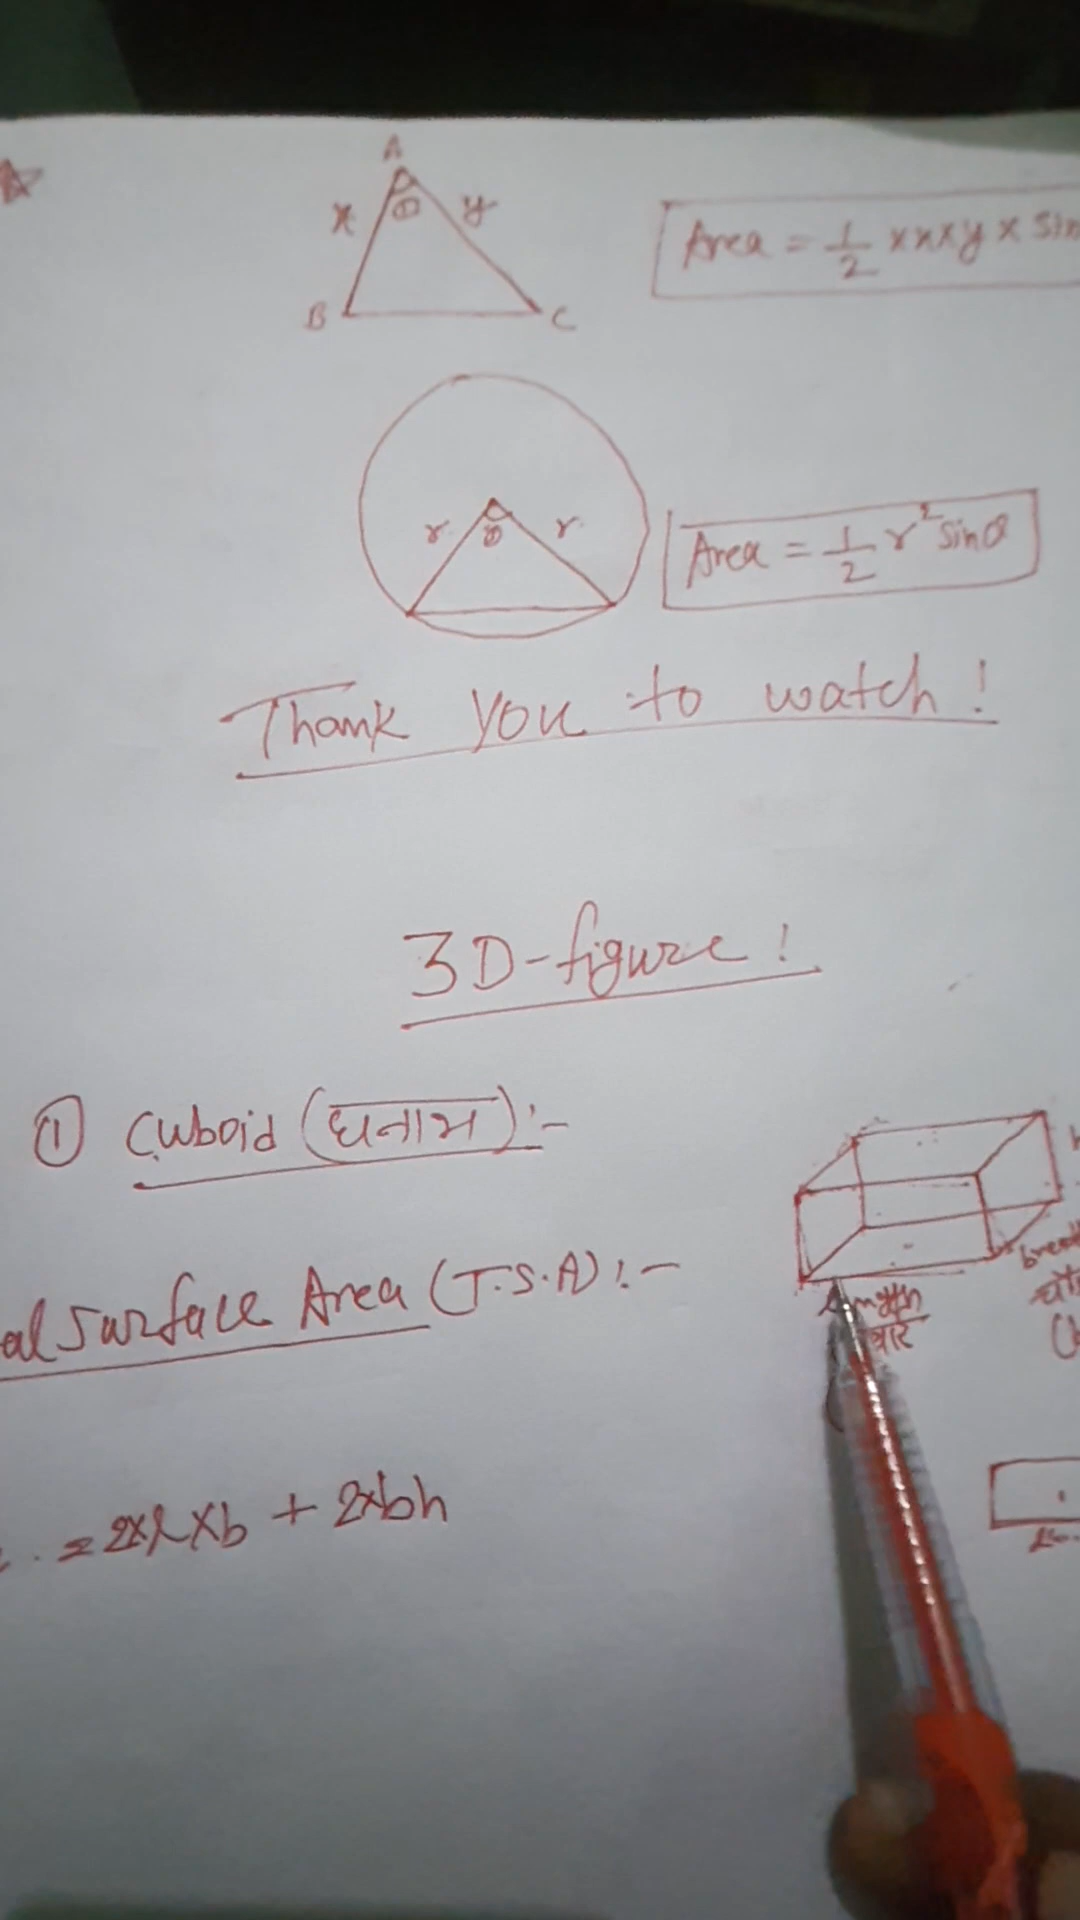 A
x θ y
B C
Area = 1/2 × x × y × Sin
r θ r
Area = 1/2 r² sinθ
Thank you to watch!
3D-figure!
① Cuboid (घनाभ):-
al Surface Area (T.S.A):-
= 2×l×b + 2×bh